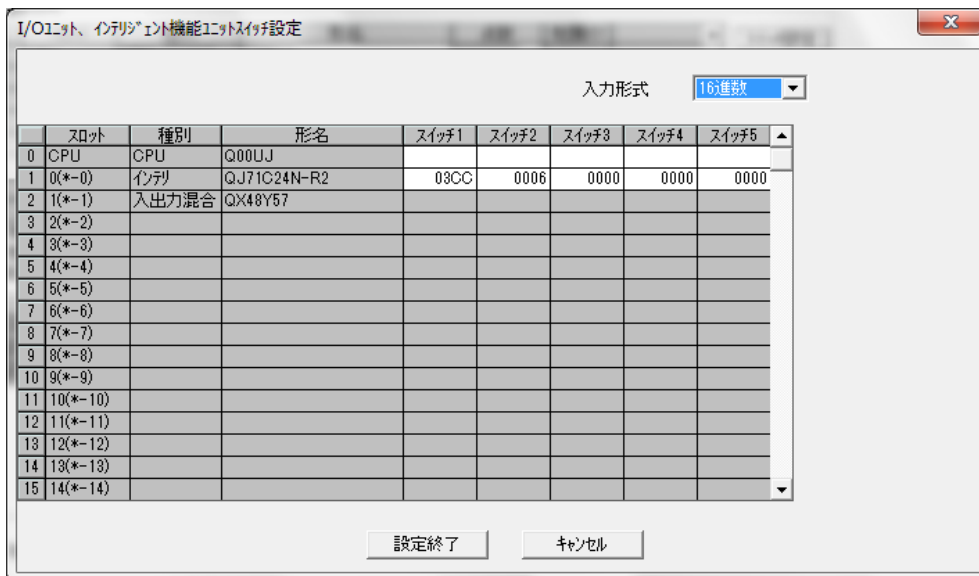 I/Oユニット、インテリジェント機能ユニットスイッチ設定
入力形式 16進数
スロット 種別 形名 スイッチ1 スイッチ2 スイッチ3 スイッチ4 スイッチ5
0 CPU CPU Q00UJ
1 0(*-0) インテリ QJ71C24N-R2 03CC 0006 0000 0000 0000
2 1(*-1) 入出力混合 QX48Y57
3 2(*-2)
4 3(*-3)
5 4(*-4)
6 5(*-5)
7 6(*-6)
8 7(*-7)
9 8(*-8)
10 9(*-9)
11 10(*-10)
12 11(*-11)
13 12(*-12)
14 13(*-13)
15 14(*-14)
設定終了 キャンセル